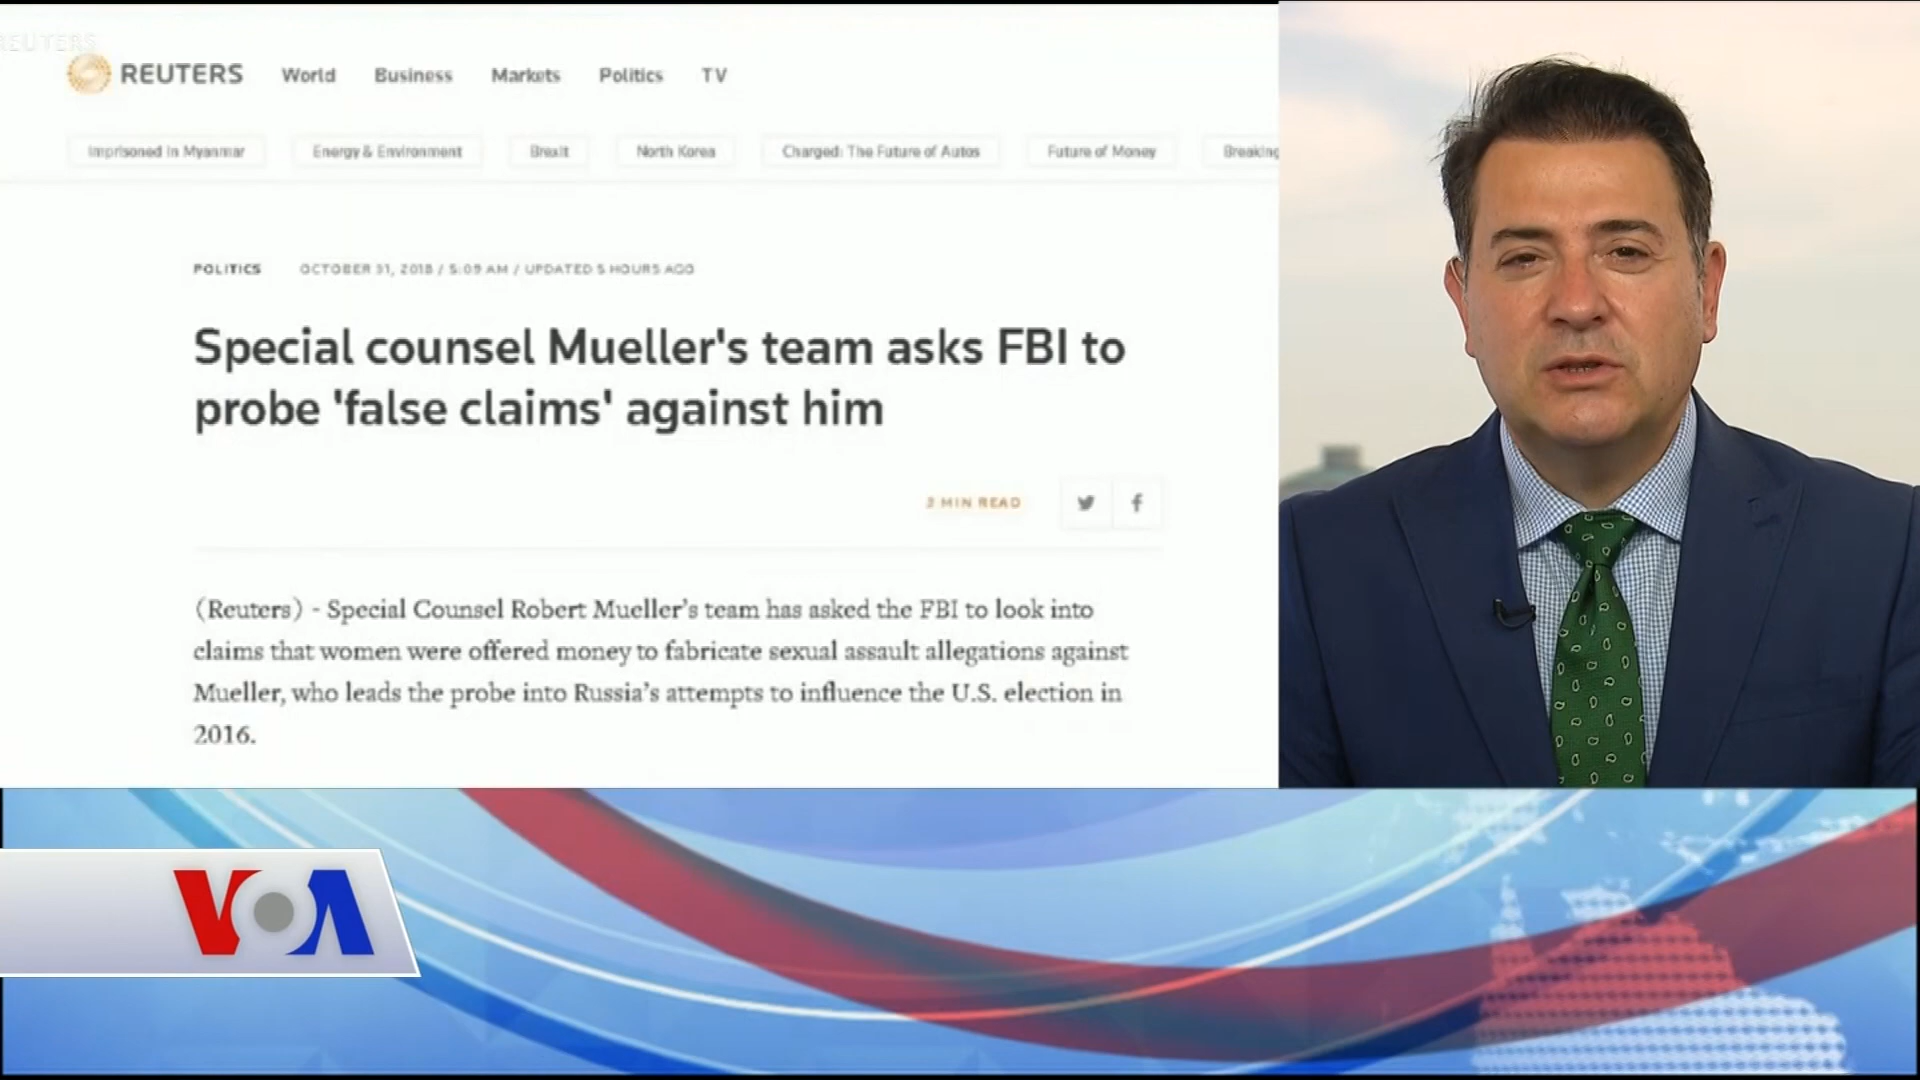 REUTERS
REUTERS World Business Markets Politics TV
Imprisoned In Myanmar Energy & Environment Brexit North Korea Charged: The Future of Autos Future of Money Breaking
POLITICS OCTOBER 31, 2018 / 5:09 AM / UPDATED 5 HOURS AGO
Special counsel Mueller's team asks FBI to
probe 'false claims' against him
2 MIN READ
(Reuters) - Special Counsel Robert Mueller's team has asked the FBI to look into
claims that women were offered money to fabricate sexual assault allegations against
Mueller, who leads the probe into Russia's attempts to influence the U.S. election in
2016.
VOA